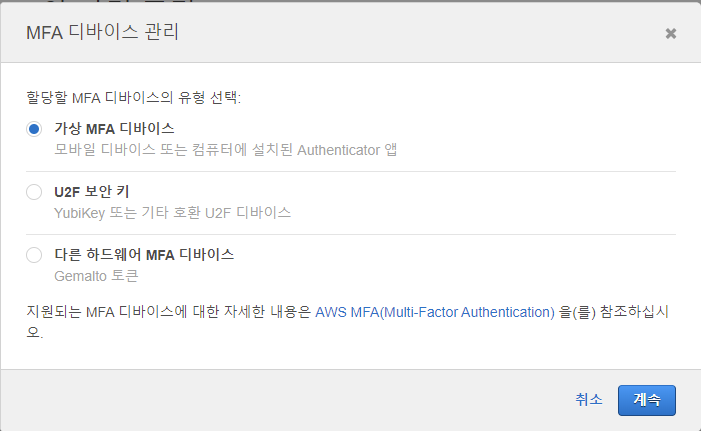 MFA 디바이스 관리
할당할 MFA 디바이스의 유형 선택:
가상 MFA 디바이스
모바일 디바이스 또는 컴퓨터에 설치된 Authenticator 앱
U2F 보안 키
YubiKey 또는 기타 호환 U2F 디바이스
다른 하드웨어 MFA 디바이스
Gemalto 토큰
지원되는 MFA 디바이스에 대한 자세한 내용은 AWS MFA(Multi-Factor Authentication) 을(를) 참조하십시
오.
취소 계속